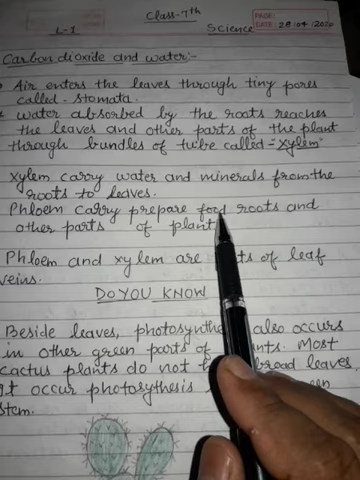 Class-7th
L-1
Science
PAGE:
DATE: 28/04/2020
Carbondioxide and water:-
Air enters the leaves through tiny pores
called - stomata.
water absorbed by the roots reaches
the leaves and other parts of the plant
through bundles of tube called - "Xylem"
Xylem carry water and minerals from the
roots to leaves.
Phloem carry prepare food roots and
other parts of plant
Phloem and xylem are of leaf
veins.
DO YOU KNOW
Beside leaves, also occurs
in other green parts of Most
cactus plants do not broad leaves
It occur photosythesis
stem.